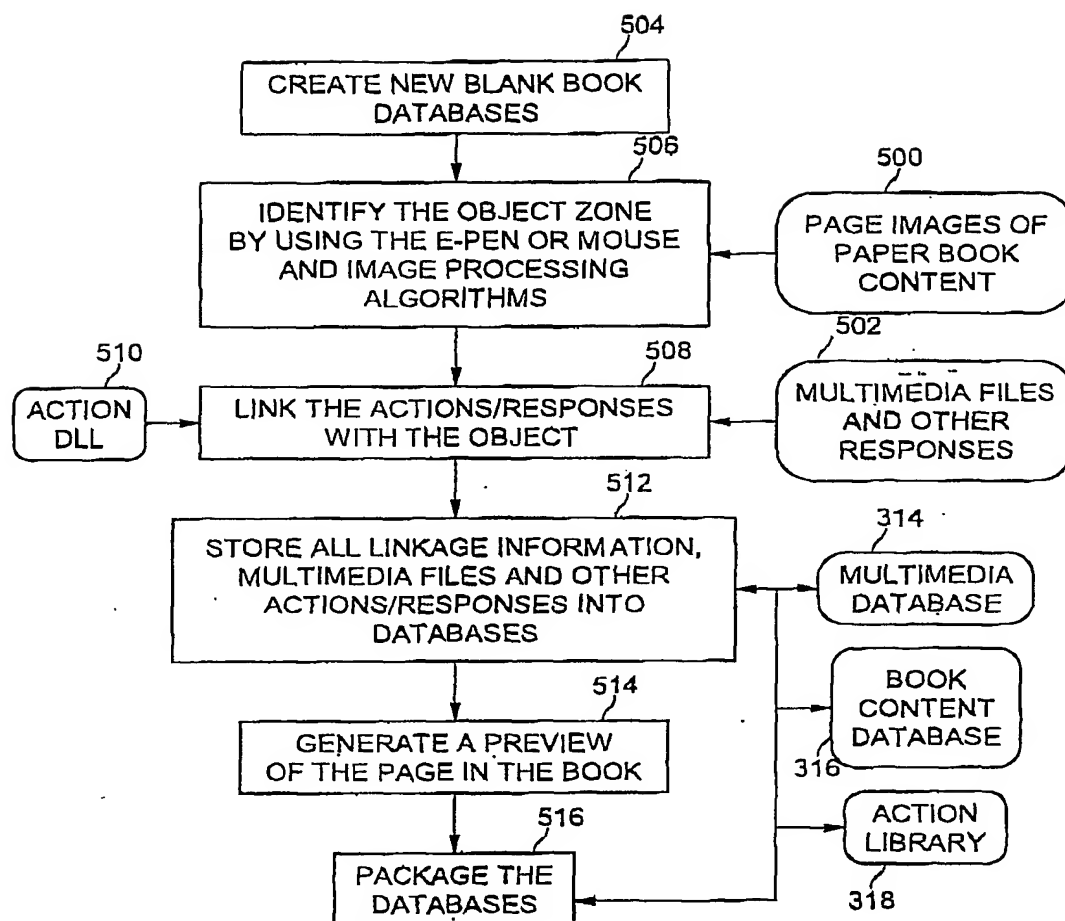 504
CREATE NEW BLANK BOOK
DATABASES
506
IDENTIFY THE OBJECT ZONE
BY USING THE E-PEN OR MOUSE
AND IMAGE PROCESSING
ALGORITHMS
500
PAGE IMAGES OF
PAPER BOOK
CONTENT
502
MULTIMEDIA FILES
AND OTHER
RESPONSES
510
ACTION
DLL
508
LINK THE ACTIONS/RESPONSES
WITH THE OBJECT
512
STORE ALL LINKAGE INFORMATION,
MULTIMEDIA FILES AND OTHER
ACTIONS/RESPONSES INTO
DATABASES
314
MULTIMEDIA
DATABASE
BOOK
CONTENT
DATABASE
316
514
GENERATE A PREVIEW
OF THE PAGE IN THE BOOK
ACTION
LIBRARY
318
516
PACKAGE THE
DATABASES